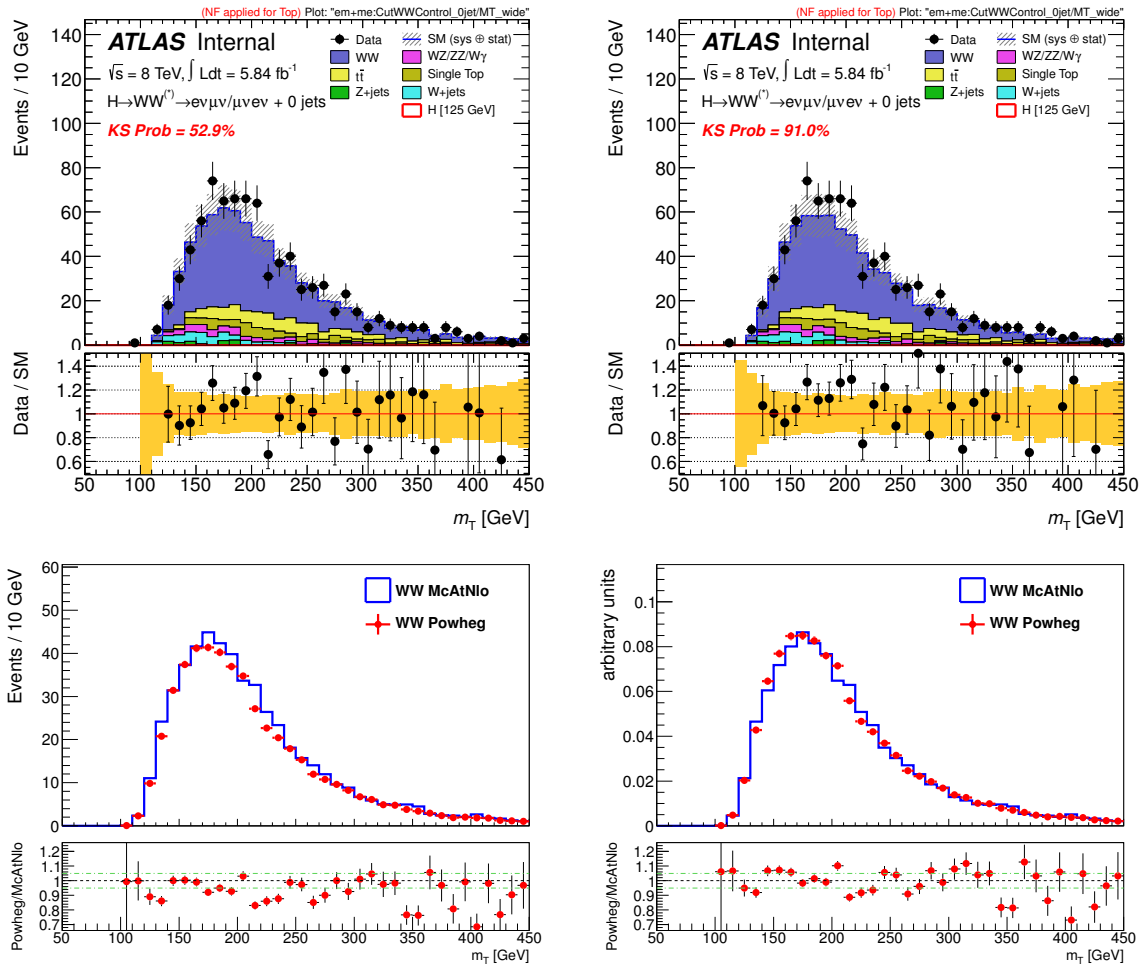 (NF applied for Top) Plot: "em+me:CutWWControl_0jet/MT_wide"
ATLAS Internal
√s = 8 TeV, ∫ Ldt = 5.84 fb⁻¹
H→WW⁽*⁾→eνμν/μνeν + 0 jets
KS Prob = 52.9%
Data
SM (sys ⊕ stat)
WW
WZ/ZZ/Wγ
tt̄
Single Top
Z+jets
W+jets
H [125 GeV]
Events / 10 GeV
140
120
100
80
60
40
20
0
Data / SM
1.4
1.2
1
0.8
0.6
50 100 150 200 250 300 350 400 450
m_T [GeV]
(NF applied for Top) Plot: "em+me:CutWWControl_0jet/MT_wide"
ATLAS Internal
√s = 8 TeV, ∫ Ldt = 5.84 fb⁻¹
H→WW⁽*⁾→eνμν/μνeν + 0 jets
KS Prob = 91.0%
Data
SM (sys ⊕ stat)
WW
WZ/ZZ/Wγ
tt̄
Single Top
Z+jets
W+jets
H [125 GeV]
Events / 10 GeV
140
120
100
80
60
40
20
0
Data / SM
1.4
1.2
1
0.8
0.6
50 100 150 200 250 300 350 400 450
m_T [GeV]
WW McAtNlo
WW Powheg
Events / 10 GeV
60
50
40
30
20
10
0
Powheg/McAtNlo
1.2
1.1
1
0.9
0.8
0.7
50 100 150 200 250 300 350 400 450
m_T [GeV]
WW McAtNlo
WW Powheg
arbitrary units
0.1
0.08
0.06
0.04
0.02
0
Powheg/McAtNlo
1.2
1.1
1
0.9
0.8
0.7
50 100 150 200 250 300 350 400 450
m_T [GeV]